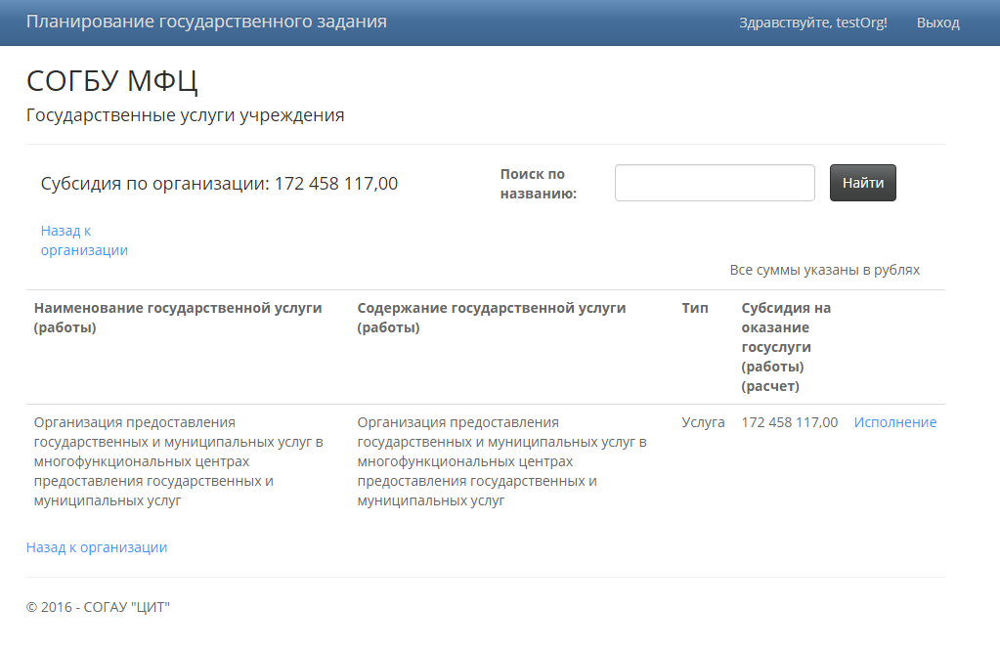 Планирование государственного задания
Здравствуйте, testOrg!
Выход
СОГБУ МФЦ
Государственные услуги учреждения
Субсидия по организации: 172 458 117,00
Поиск по
названию:
Найти
Назад к
организации
Все суммы указаны в рублях
Наименование государственной услуги
(работы)
Содержание государственной услуги
(работы)
Тип
Субсидия на
оказание
госуслуги
(работы)
(расчет)
Организация предоставления
государственных и муниципальных услуг в
многофункциональных центрах
предоставления государственных и
муниципальных услуг
Организация предоставления
государственных и муниципальных услуг в
многофункциональных центрах
предоставления государственных и
муниципальных услуг
Услуга
172 458 117,00
Исполнение
Назад к организации
© 2016 - СОГАУ "ЦИТ"